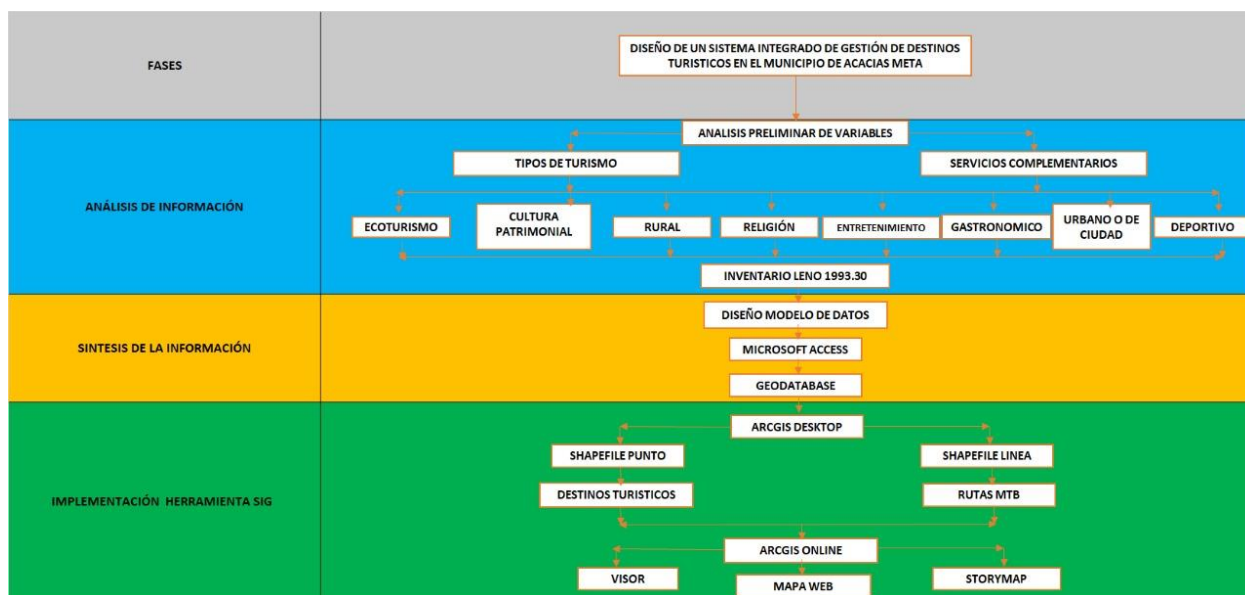 FASES
DISEÑO DE UN SISTEMA INTEGRADO DE GESTIÓN DE DESTINOS
TURISTICOS EN EL MUNICIPIO DE ACACIAS META
ANÁLISIS DE INFORMACIÓN
ANALISIS PRELIMINAR DE VARIABLES
TIPOS DE TURISMO
SERVICIOS COMPLEMENTARIOS
ECOTURISMO
CULTURA
PATRIMONIAL
RURAL
RELIGIÓN
ENTRETENIMIENTO
GASTRONOMICO
URBANO O DE
CIUDAD
DEPORTIVO
INVENTARIO LENO 1993.30
SINTESIS DE LA INFORMACIÓN
DISEÑO MODELO DE DATOS
MICROSOFT ACCESS
GEODATABASE
IMPLEMENTACIÓN HERRAMIENTA SIG
ARCGIS DESKTOP
SHAPEFILE PUNTO
SHAPEFILE LINEA
DESTINOS TURISTICOS
RUTAS MTB
ARCGIS ONLINE
VISOR
MAPA WEB
STORYMAP